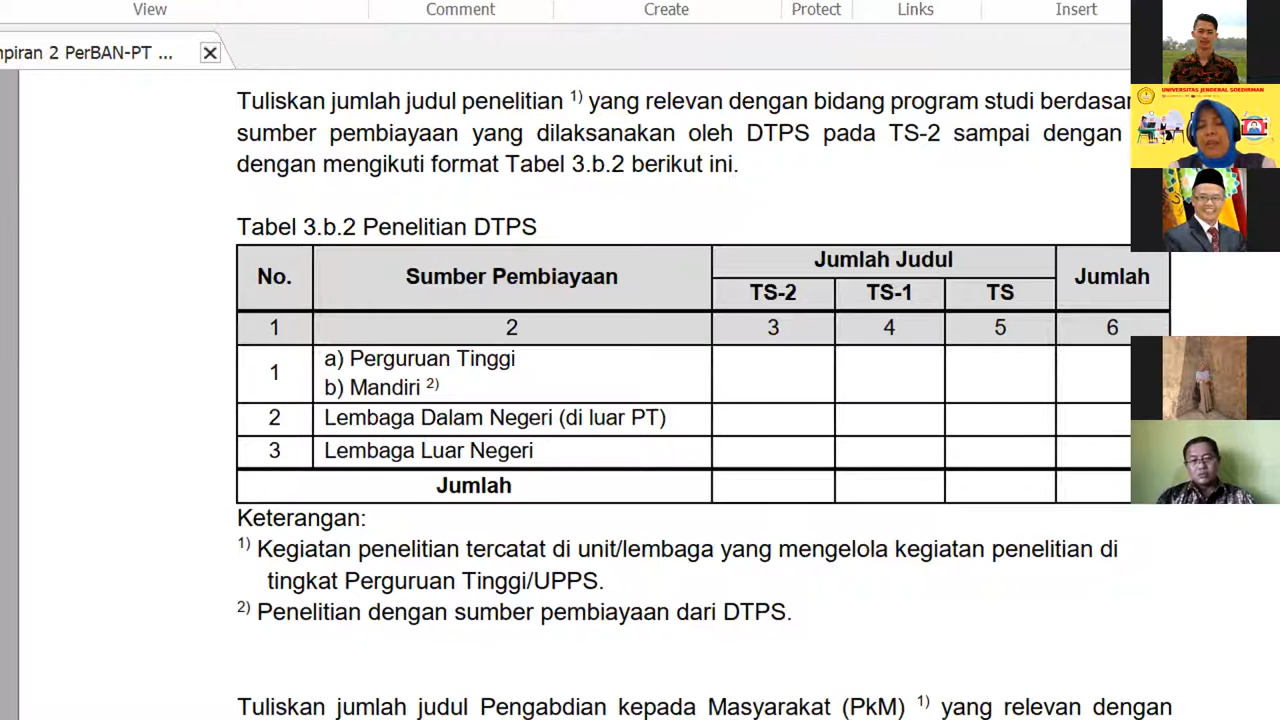 View Comment Create Protect Links Insert
npiran 2 PerBAN-PT ...
UNIVERSITAS JENDERAL SOEDIRMAN
Tuliskan jumlah judul penelitian 1) yang relevan dengan bidang program studi berdasar
sumber pembiayaan yang dilaksanakan oleh DTPS pada TS-2 sampai dengan
dengan mengikuti format Tabel 3.b.2 berikut ini.
Tabel 3.b.2 Penelitian DTPS
No. Sumber Pembiayaan Jumlah Judul Jumlah
TS-2 TS-1 TS
1 2 3 4 5 6
1 a) Perguruan Tinggi
b) Mandiri 2)
2 Lembaga Dalam Negeri (di luar PT)
3 Lembaga Luar Negeri
Jumlah
Keterangan:
1) Kegiatan penelitian tercatat di unit/lembaga yang mengelola kegiatan penelitian di
tingkat Perguruan Tinggi/UPPS.
2) Penelitian dengan sumber pembiayaan dari DTPS.
Tuliskan jumlah judul Pengabdian kepada Masyarakat (PkM) 1) yang relevan dengan